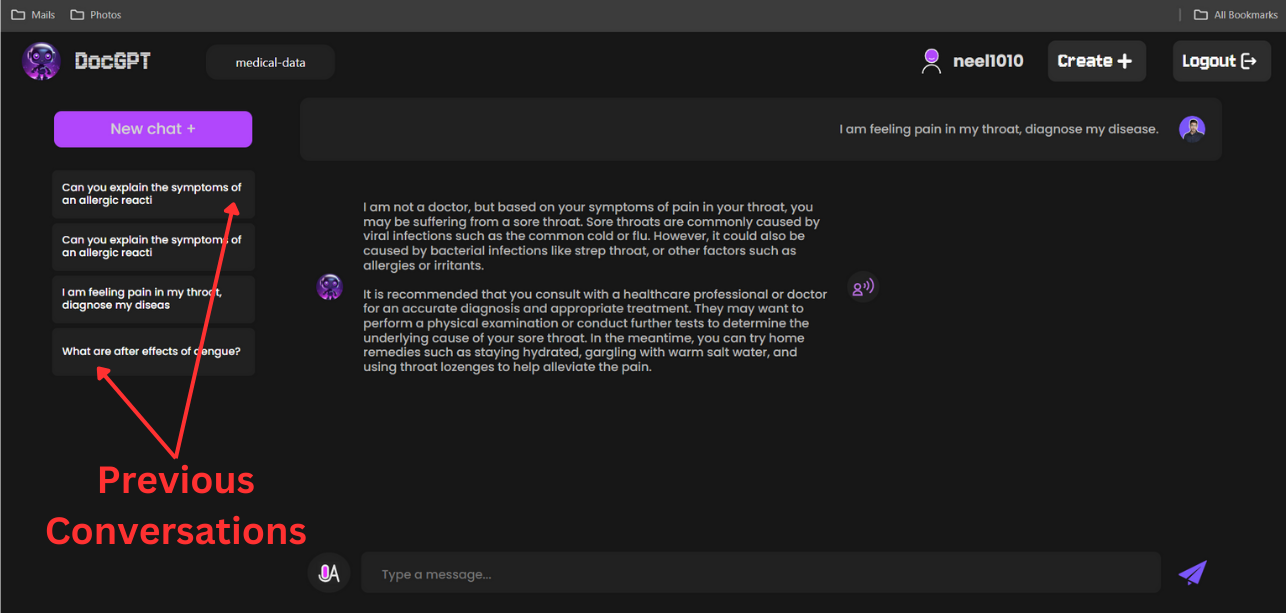 Mails
Photos
All Bookmarks
DocGPT
medical-data
neel1010
Create +
Logout
New chat +
I am feeling pain in my throat, diagnose my disease.
Can you explain the symptoms of
an allergic reacti
Can you explain the symptoms of
an allergic reacti
I am feeling pain in my throat,
diagnose my diseas
What are after effects of dengue?
I am not a doctor, but based on your symptoms of pain in your throat, you
may be suffering from a sore throat. Sore throats are commonly caused by
viral infections such as the common cold or flu. However, it could also be
caused by bacterial infections like strep throat, or other factors such as
allergies or irritants.
It is recommended that you consult with a healthcare professional or doctor
for an accurate diagnosis and appropriate treatment. They may want to
perform a physical examination or conduct further tests to determine the
underlying cause of your sore throat. In the meantime, you can try home
remedies such as staying hydrated, gargling with warm salt water, and
using throat lozenges to help alleviate the pain.
Previous
Conversations
A
Type a message...